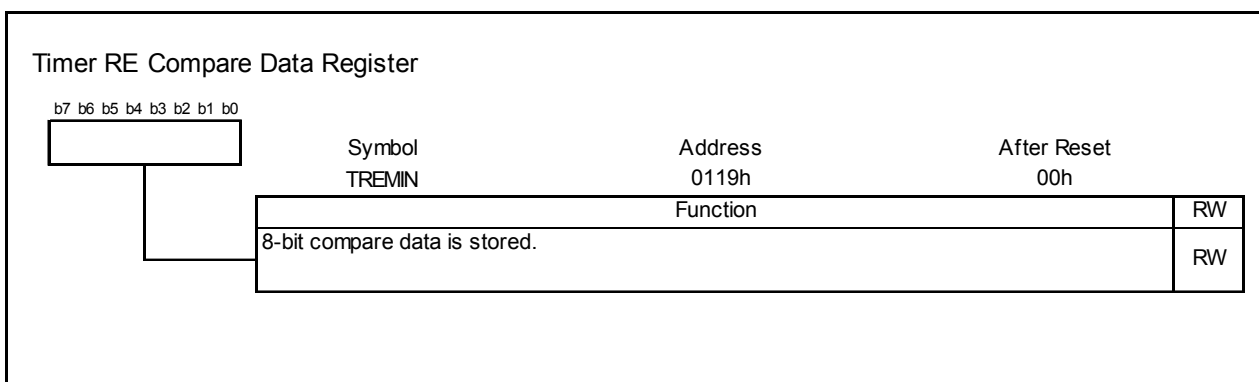 Timer RE Compare Data Register
b7 b6 b5 b4 b3 b2 b1 b0
Symbol Address After Reset
TREMIN 0119h 00h
Function RW
8-bit compare data is stored.
RW